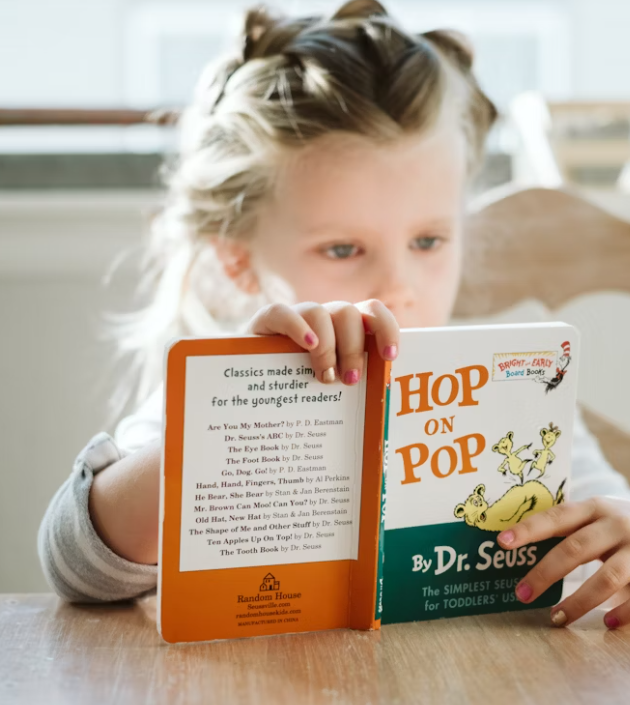 Classics made
and sturdier
for the youngest readers!
Are You My Mother? by P. D. Eastman
Dr. Seuss's ABC by Dr. Seuss
The Eye Book by Dr. Seuss
The Foot Book by Dr. Seuss
Go, Dog. Go! by P. D. Eastman
Hand, Hand, Fingers, Thumb by Al Perkins
He Bear, She Bear by Stan & Jan Berenstain
Mr. Brown Can Moo! Can You? by Dr. Seuss
Old Hat, New Hat by Stan & Jan Berenstain
The Shape of Me and Other Stuff by Dr. Seuss
Ten Apples Up On Top! by Dr. Seuss
The Tooth Book by Dr. Seuss
Random House
Seussville.com
randomhousekids.com
MANUFACTURED IN CHINA
BRIGHT and EARLY
Board Books
HOP
ON
POP
By Dr. Seuss
The SIMPLEST
for TODDLERS'